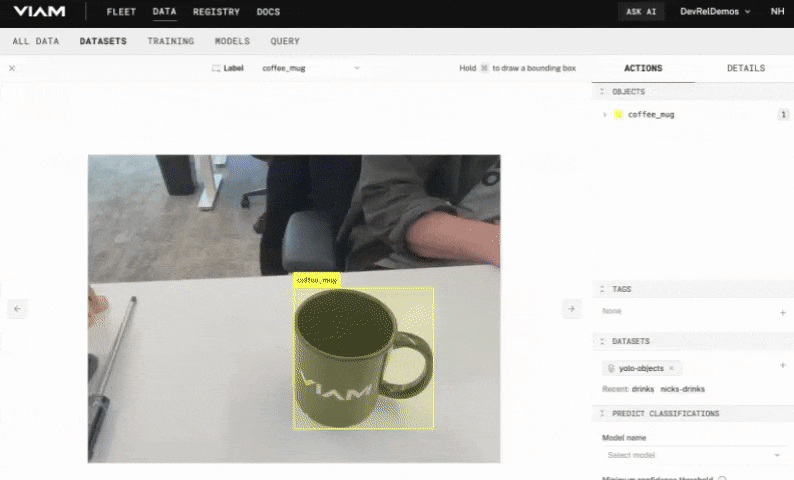 VIAM FLEET DATA REGISTRY DOCS ASK AI DevRelDemos NH
ALL DATA DATASETS TRAINING MODELS QUERY
Label coffee_mug Hold ⌘ to draw a bounding box
ACTIONS DETAILS
OBJECTS
coffee_mug 1
coffee_mug
VIAM
TAGS
None
DATASETS
yolo-objects
Recent: drinks nicks-drinks
PREDICT CLASSIFICATIONS
Model name
Select model
Minimum confidence threshold